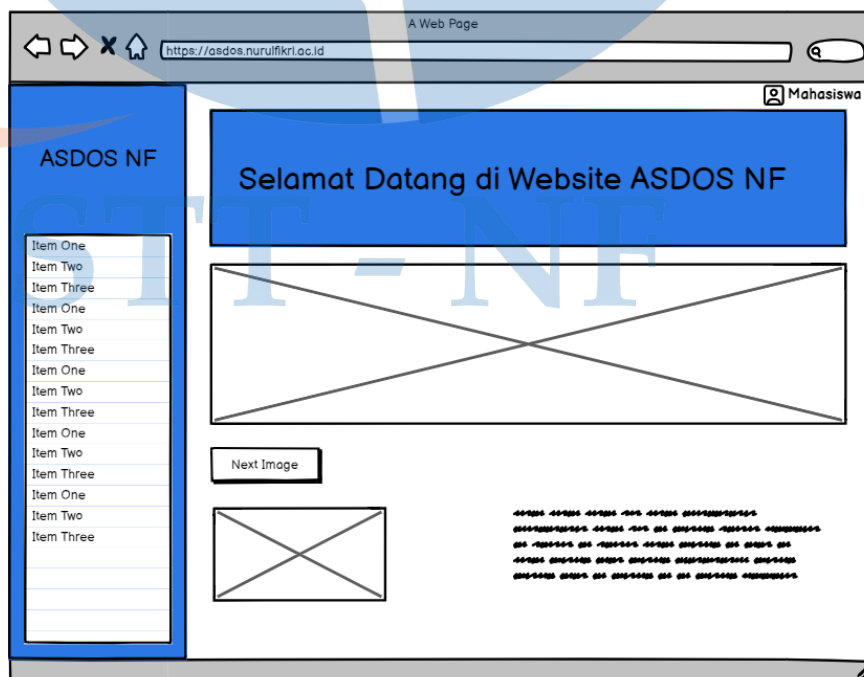 A Web Page
https://asdos.nurulfikri.ac.id
Mahasiswa
ASDOS NF
Selamat Datang di Website ASDOS NF
STT - NF
Item One
Item Two
Item Three
Item One
Item Two
Item Three
Item One
Item Two
Item Three
Item One
Item Two
Item Three
Item One
Item Two
Item Three
Next Image